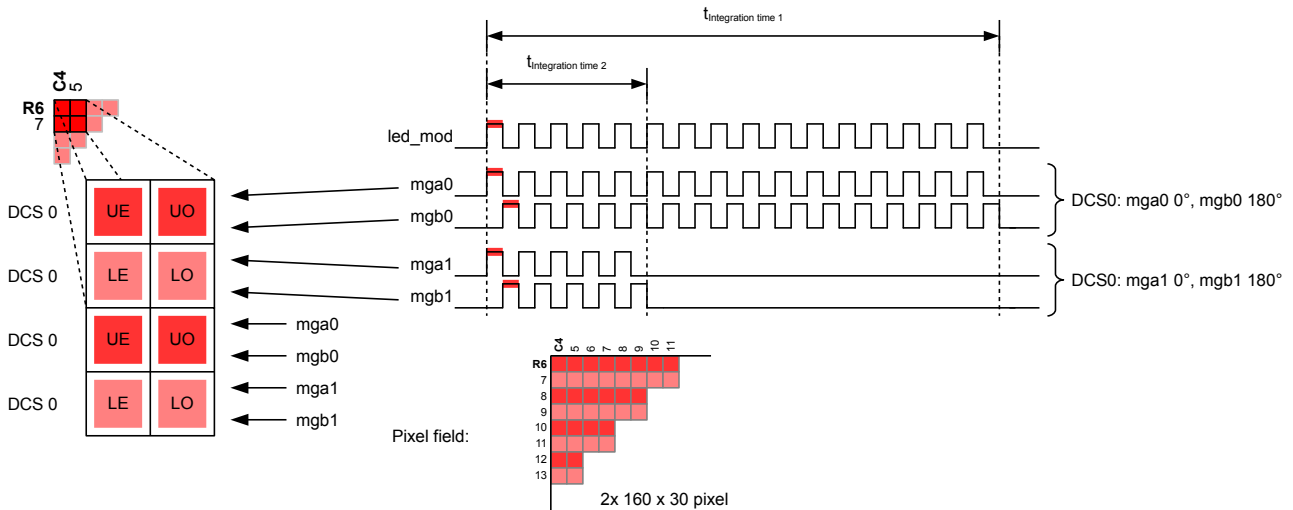 t Integration time 1
t Integration time 2
C4
5
R6
7
led_mod
mga0
mgb0
DCS0: mga0 0°, mgb0 180°
mga1
mgb1
DCS0: mga1 0°, mgb1 180°
DCS 0
UE UO
DCS 0
LE LO
DCS 0
UE UO
DCS 0
LE LO
mga0
mgb0
mga1
mgb1
Pixel field:
C4 5 6 7 8 9 10 11
R6
7
8
9
10
11
12
13
2x 160 x 30 pixel